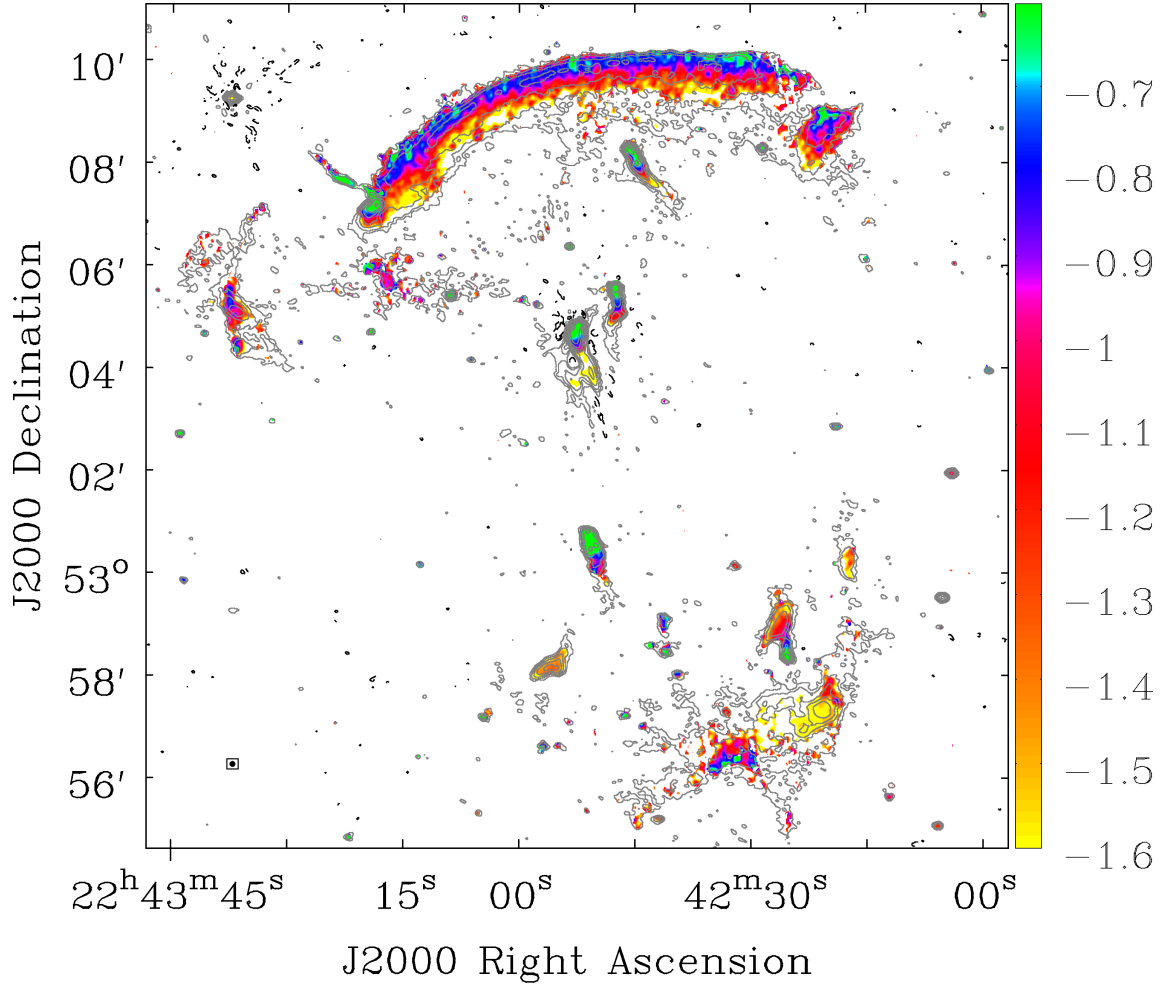 J2000 Declination
10′
08′
06′
04′
02′
53°
58′
56′
22ʰ43ᵐ45ˢ
15ˢ
00ˢ
42ᵐ30ˢ
00ˢ
J2000 Right Ascension
−0.7
−0.8
−0.9
−1
−1.1
−1.2
−1.3
−1.4
−1.5
−1.6